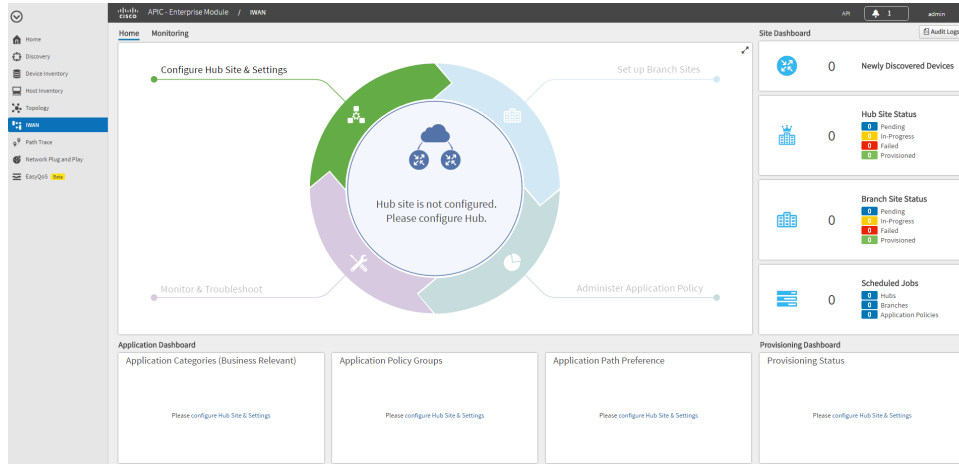 CISCO APIC - Enterprise Module / IWAN
API 1 admin
Home
Discovery
Device Inventory
Host Inventory
Topology
IWAN
Path Trace
Network Plug and Play
EasyQoS Beta
Home Monitoring
Configure Hub Site & Settings
Set up Branch Sites
Hub site is not configured.
Please configure Hub.
Monitor & Troubleshoot
Administer Application Policy
Site Dashboard
Audit Logs
0 Newly Discovered Devices
0
Hub Site Status
0 Pending
0 In-Progress
0 Failed
0 Provisioned
0
Branch Site Status
0 Pending
0 In-Progress
0 Failed
0 Provisioned
0
Scheduled Jobs
0 Hubs
0 Branches
0 Application Policies
Application Dashboard
Application Categories (Business Relevant)
Please configure Hub Site & Settings
Application Policy Groups
Please configure Hub Site & Settings
Application Path Preference
Please configure Hub Site & Settings
Provisioning Dashboard
Provisioning Status
Please configure Hub Site & Settings